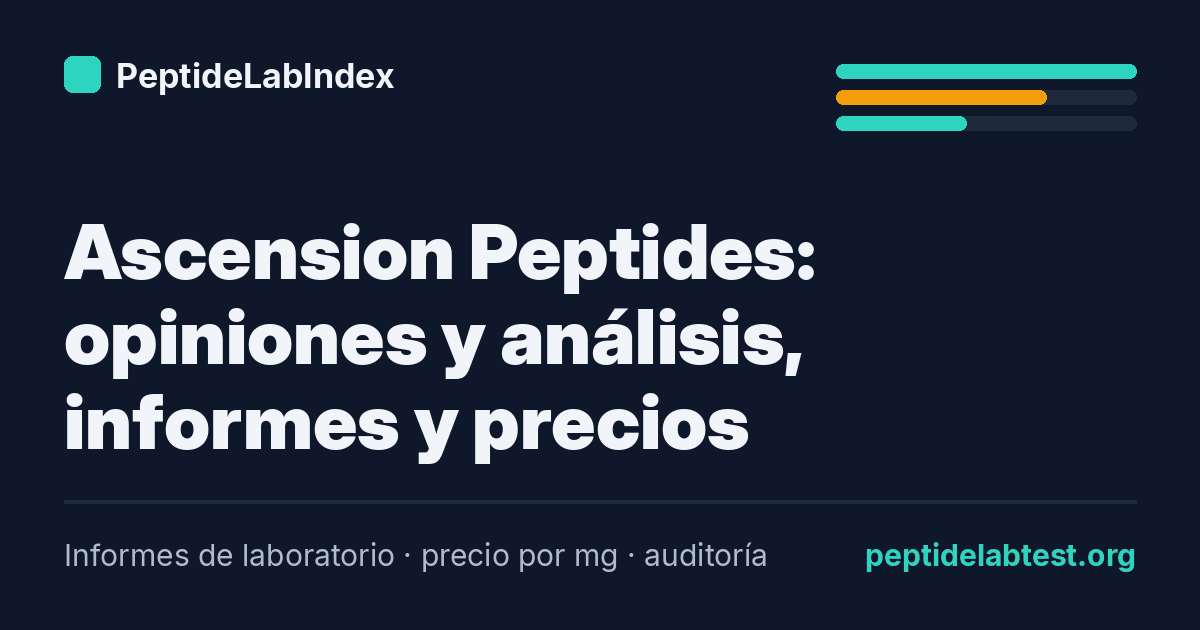 PeptideLabIndex
Ascension Peptides:
opiniones y análisis,
informes y precios
Informes de laboratorio · precio por mg · auditoría
peptidelabtest.org